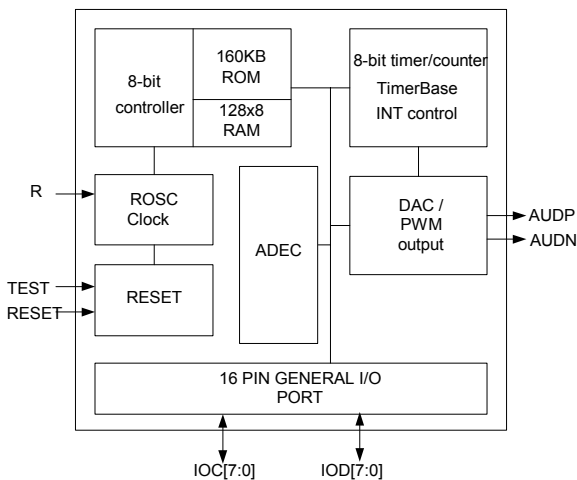 8-bit
controller
160KB
ROM
128x8
RAM
8-bit timer/counter
TimerBase
INT control
R
ROSC
Clock
ADEC
DAC /
PWM
output
AUDP
AUDN
TEST
RESET
RESET
16 PIN GENERAL I/O
PORT
IOC[7:0]
IOD[7:0]